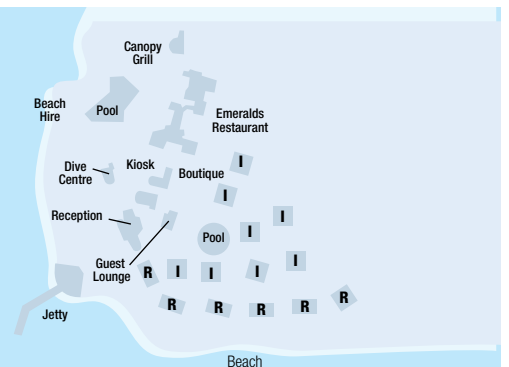 Canopy
Grill
Beach
Hire
Pool
Emeralds
Restaurant
Dive
Centre
Kiosk
Boutique
I
I
Reception
I
I
Pool
Guest
Lounge
R
I
I
I
I
R
R
R
R
R
Jetty
Beach